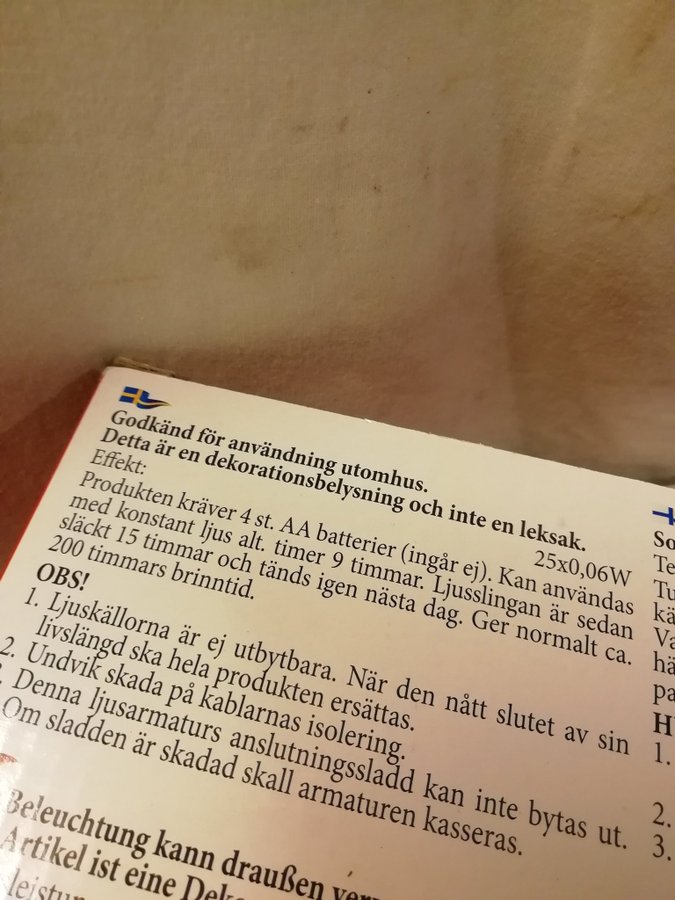 Godkänd för användning utomhus.
Detta är en dekorationsbelysning och inte en leksak.
Effekt: 25x0,06W
Produkten kräver 4 st. AA batterier (ingår ej). Kan användas
med konstant ljus alt. timer 9 timmar. Ljusslingan är sedan
släckt 15 timmar och tänds igen nästa dag. Ger normalt ca.
200 timmars brinntid.
OBS!
1. Ljuskällorna är ej utbytbara. När den nått slutet av sin
livslängd ska hela produkten ersättas.
2. Undvik skada på kablarnas isolering.
Denna ljusarmaturs anslutningssladd kan inte bytas ut.
Om sladden är skadad skall armaturen kasseras.
Beleuchtung kann draußen
Artikel ist eine
1.
2.
3.